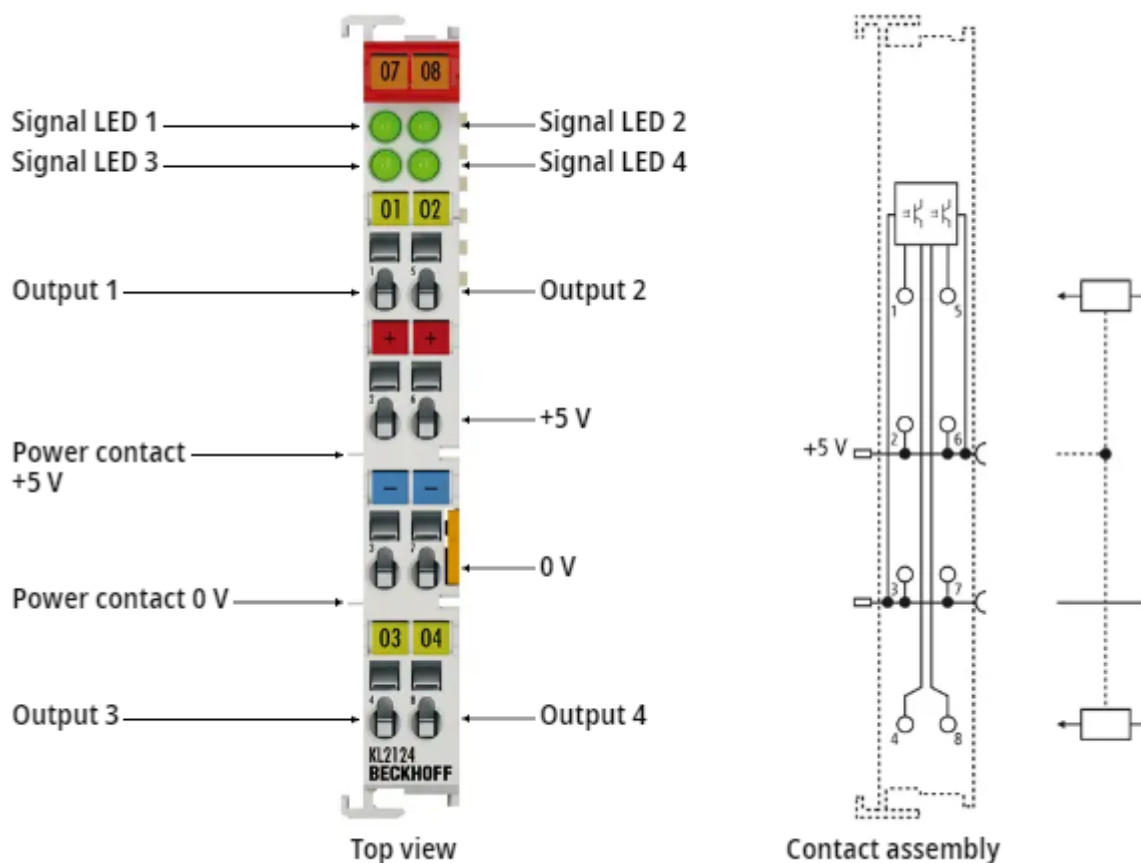 07 08
Signal LED 1
Signal LED 2
Signal LED 3
Signal LED 4
01 02
1 5
Output 1
Output 2
+ +
2 6
+5 V
Power contact
+5 V
− −
3 7
0 V
Power contact 0 V
03 04
4 8
Output 3
Output 4
KL2124
BECKHOFF
Top view
1 5
+5 V
2 6
3 7
4 8
Contact assembly